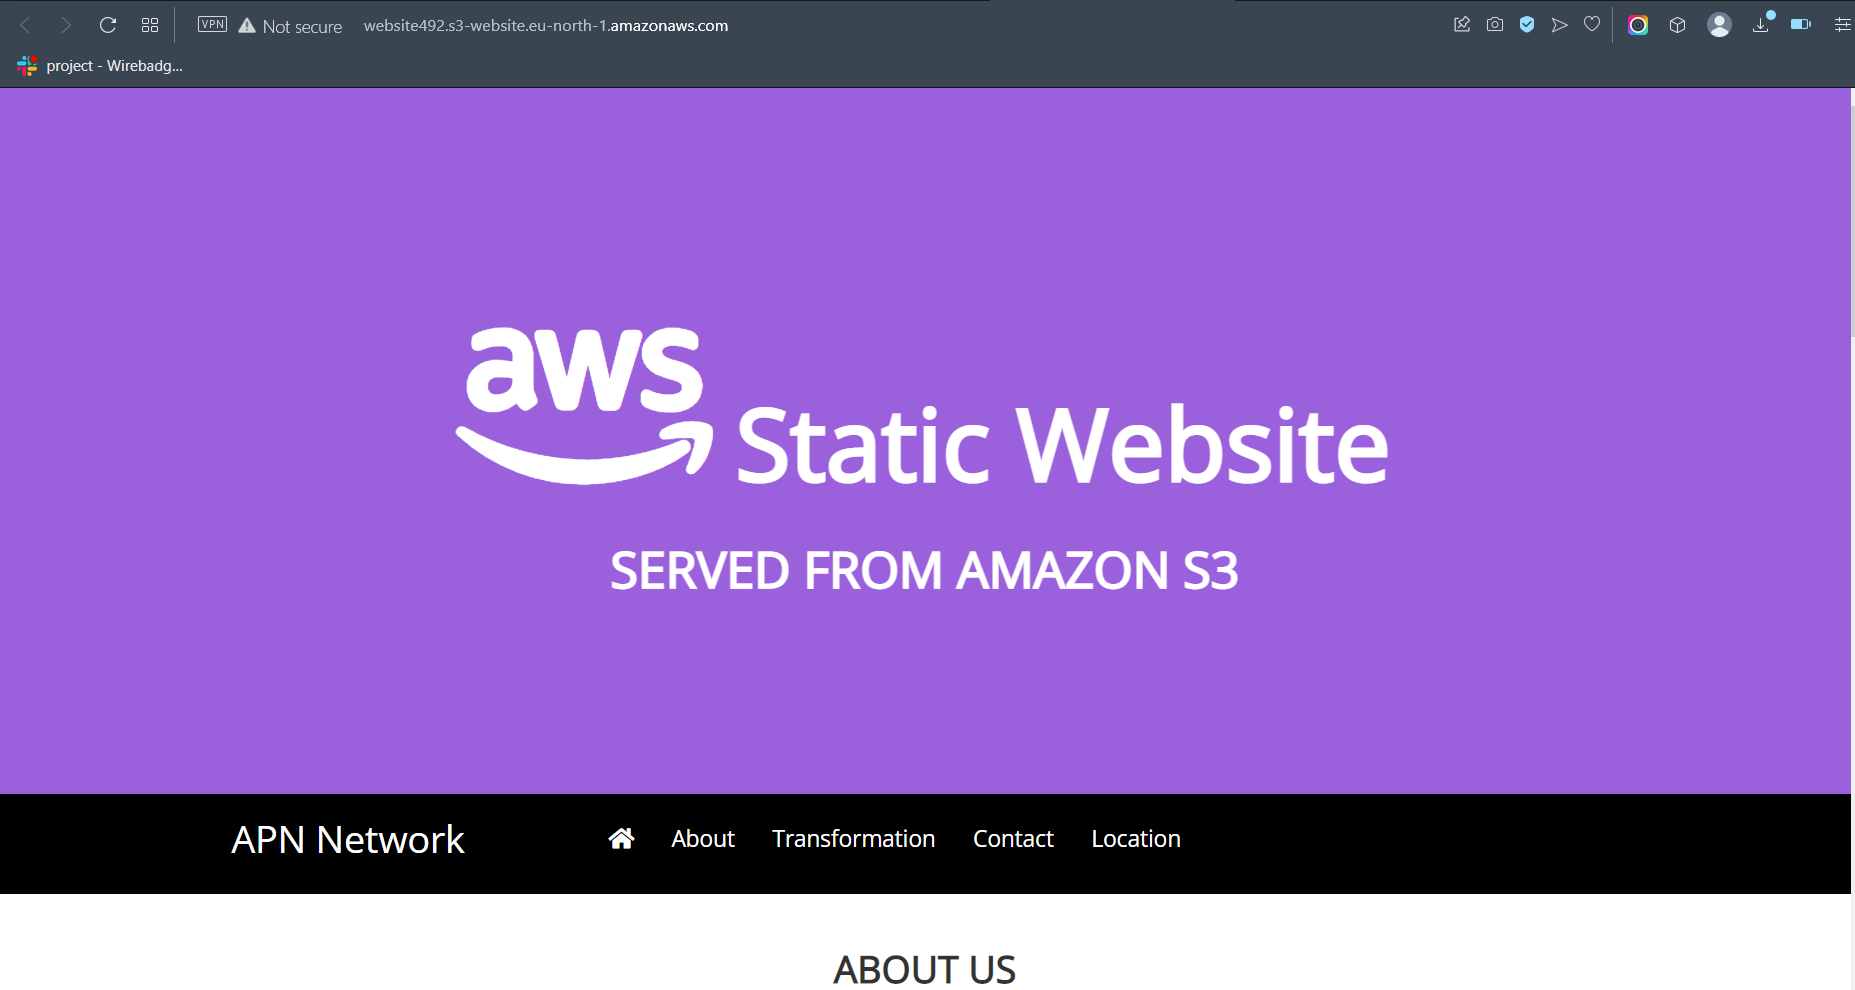 VPN Not secure website492.s3-website.eu-north-1.amazonaws.com
project - Wirebadg...
aws Static Website
SERVED FROM AMAZON S3
APN Network About Transformation Contact Location
ABOUT US